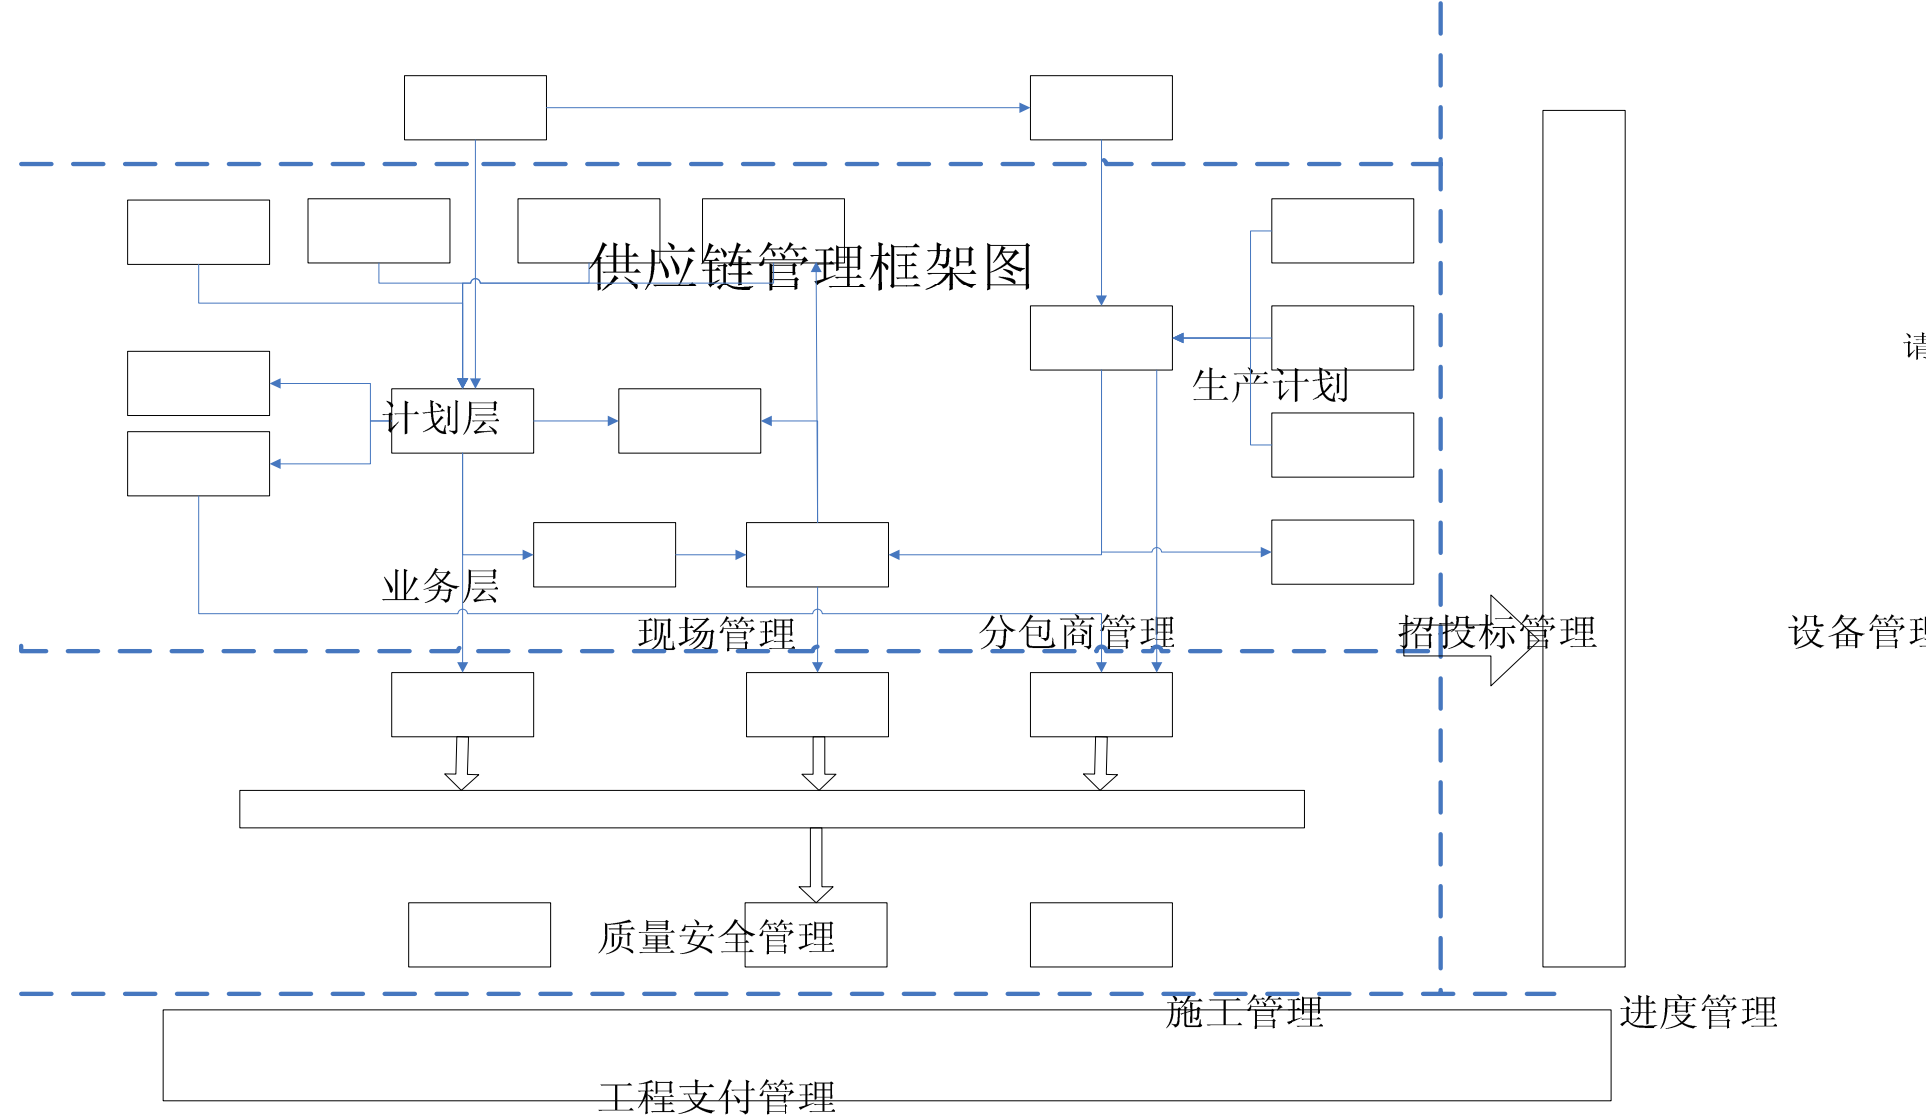 供应链管理框架图
请
生产计划
计划层
业务层
现场管理
分包商管理
招投标管理
设备管理
质量安全管理
施工管理
进度管理
工程支付管理